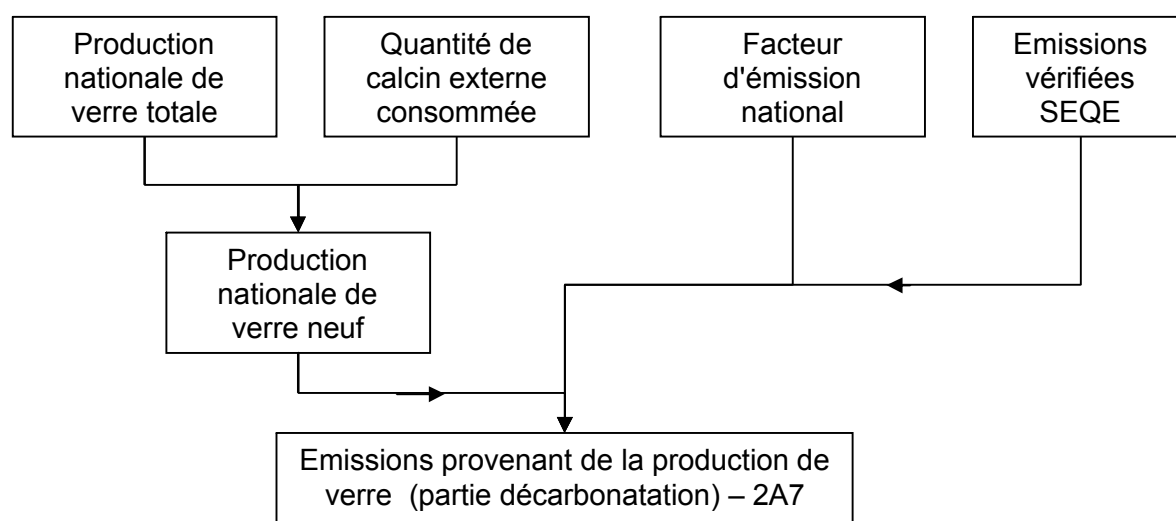 Production
nationale de
verre totale
Quantité de
calcin externe
consommée
Facteur
d'émission
national
Emissions
vérifiées
SEQE
Production
nationale de
verre neuf
Emissions provenant de la production de
verre (partie décarbonatation) – 2A7